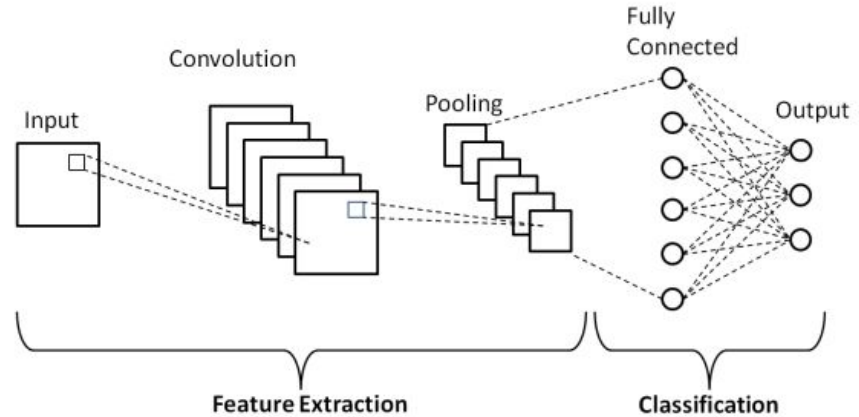 Input
Convolution
Pooling
Fully
Connected
Output
Feature Extraction
Classification